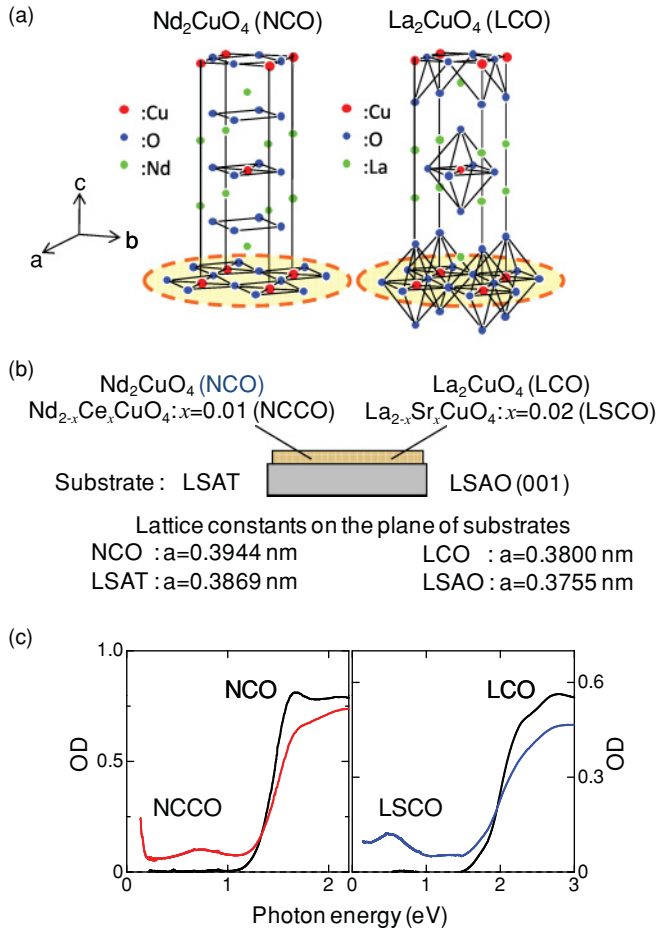 (a)
Nd₂CuO₄ (NCO)
La₂CuO₄ (LCO)
:Cu
:O
:Nd
:Cu
:O
:La
c
a
b
(b)
Nd₂CuO₄ (NCO)
La₂CuO₄ (LCO)
Nd₂₋ₓCeₓCuO₄: x=0.01 (NCCO)
La₂₋ₓSrₓCuO₄: x=0.02 (LSCO)
Substrate : LSAT
LSAO (001)
Lattice constants on the plane of substrates
NCO : a=0.3944 nm
LCO : a=0.3800 nm
LSAT : a=0.3869 nm
LSAO : a=0.3755 nm
(c)
1.0
0.5
0
OD
NCO
NCCO
LCO
LSCO
0.6
0.3
0
OD
0 1 2
0 1 2 3
Photon energy (eV)